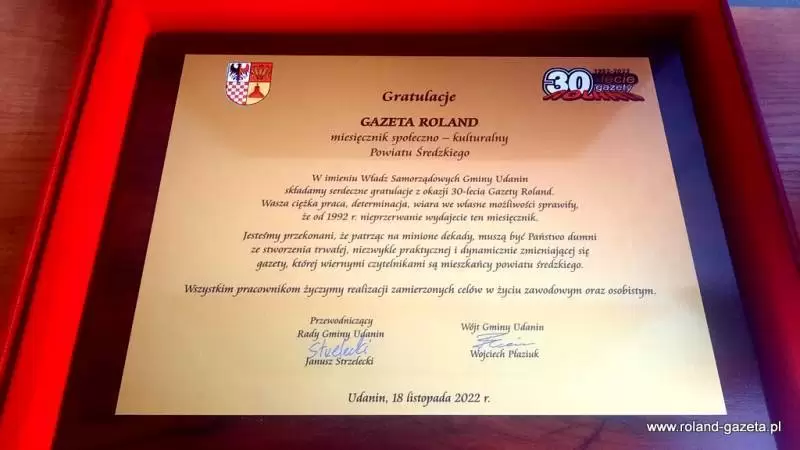 1992-2022
30 lecie
gazety
ROLAND
Gratulacje
GAZETA ROLAND
miesięcznik społeczno – kulturalny
Powiatu Średzkiego
W imieniu Władz Samorządowych Gminy Udanin
składamy serdeczne gratulacje z okazji 30-lecia Gazety Roland.
Wasza ciężka praca, determinacja, wiara we własne możliwości sprawiły,
że od 1992 r. nieprzerwanie wydajecie ten miesięcznik.
Jesteśmy przekonani, że patrząc na minione dekady, muszą być Państwo dumni
ze stworzenia trwałej, niezwykle praktycznej i dynamicznie zmieniającej się
gazety, której wiernymi czytelnikami są mieszkańcy powiatu średzkiego.
Wszystkim pracownikom życzymy realizacji zamierzonych celów w życiu zawodowym oraz osobistym.
Przewodniczący
Rady Gminy Udanin
Strzelecki
Janusz Strzelecki
Wójt Gminy Udanin
Wojciech Płaziuk
Udanin, 18 listopada 2022 r.
www.roland-gazeta.pl